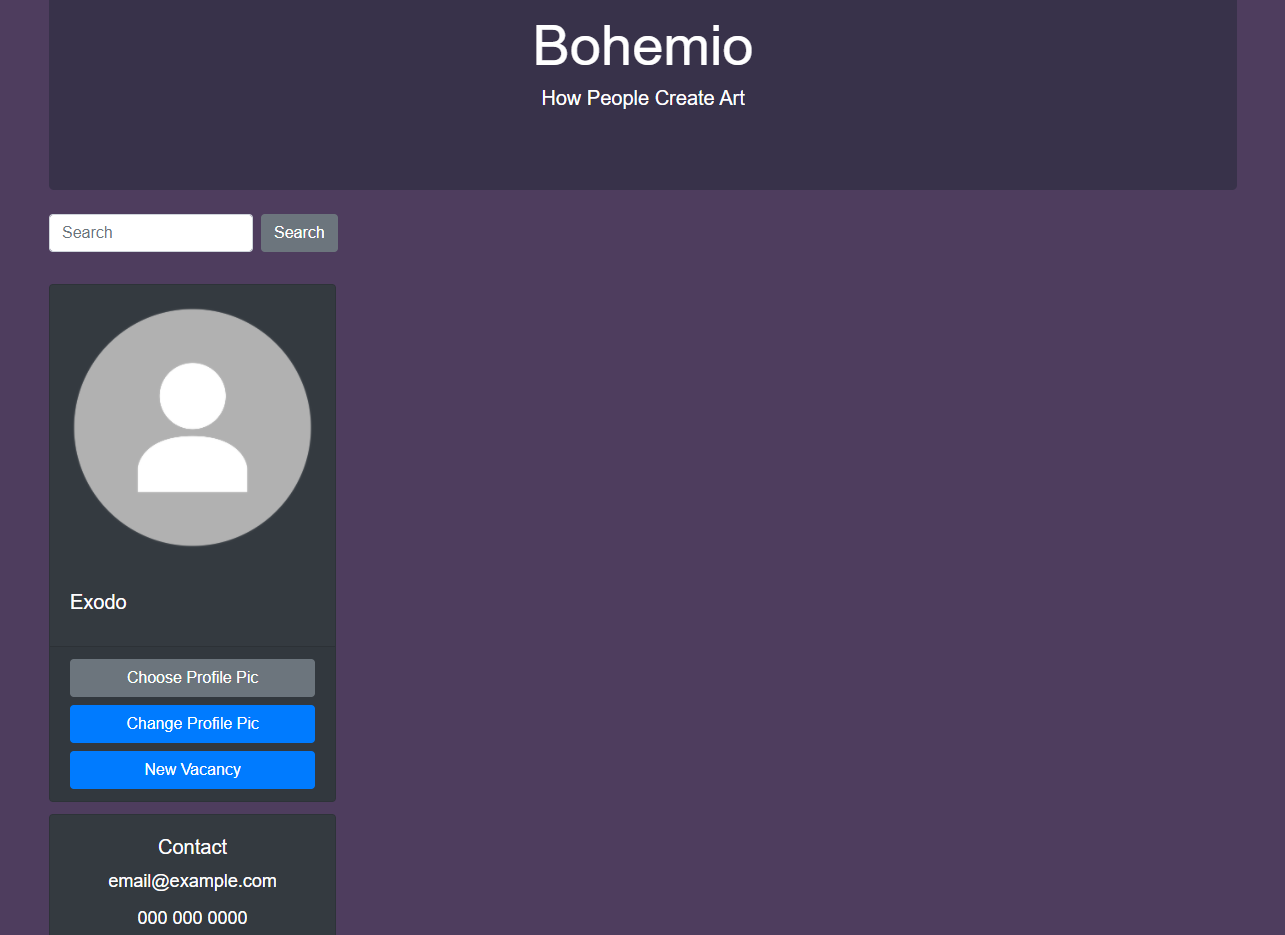 Bohemio
How People Create Art
Search Search
Exodo
Choose Profile Pic
Change Profile Pic
New Vacancy
Contact
email@example.com
000 000 0000